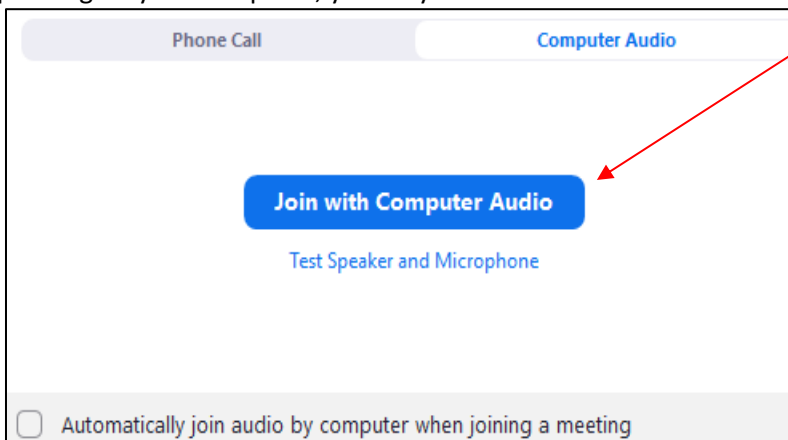 Phone Call Computer Audio
Join with Computer Audio
Test Speaker and Microphone
Automatically join audio by computer when joining a meeting